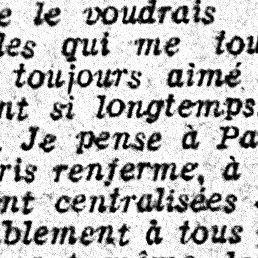 e le voudrais
les qui me tou
toujours aimé
nt si longtemps
. Je pense à Pa
ris renferme, à
nt centralisées
blement à tous